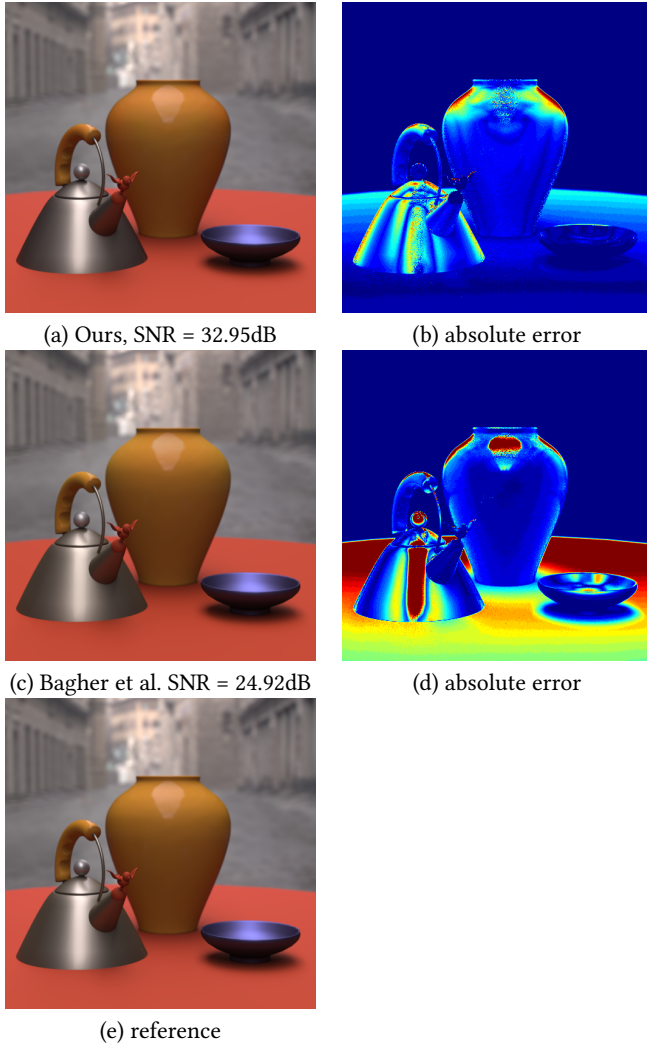 (a) Ours, SNR = 32.95dB
(b) absolute error
(c) Bagher et al. SNR = 24.92dB
(d) absolute error
(e) reference